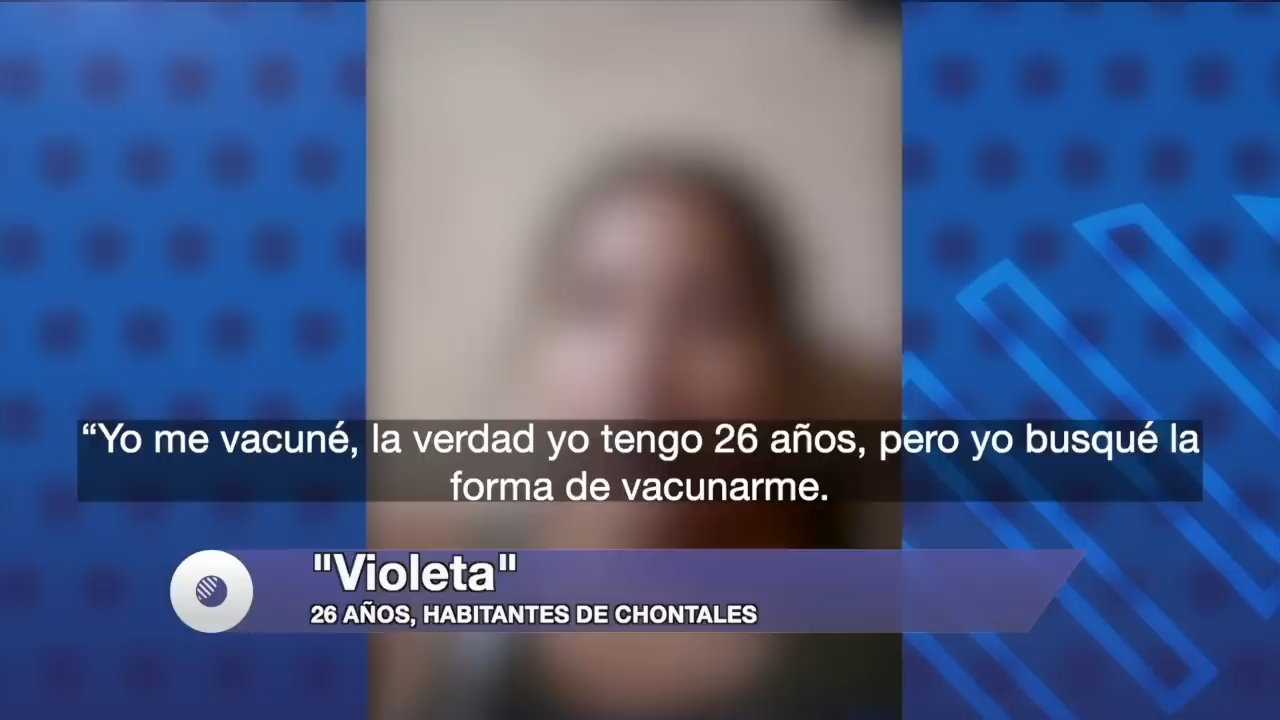 “Yo me vacuné, la verdad yo tengo 26 años, pero yo busqué la
forma de vacunarme.
"Violeta"
26 AÑOS, HABITANTES DE CHONTALES